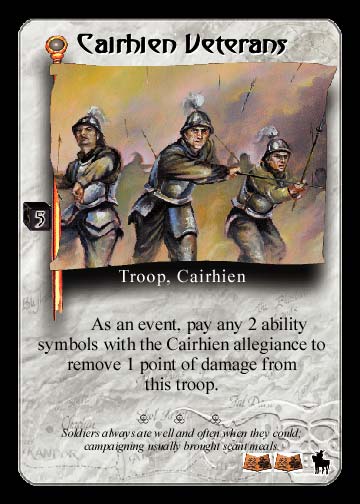 Cairhien Veterans
5
Troop, Cairhien
As an event, pay any 2 ability
symbols with the Cairhien allegiance to
remove 1 point of damage from
this troop.
Soldiers always ate well and often when they could;
campaigning usually brought scant meals.
KANDOR